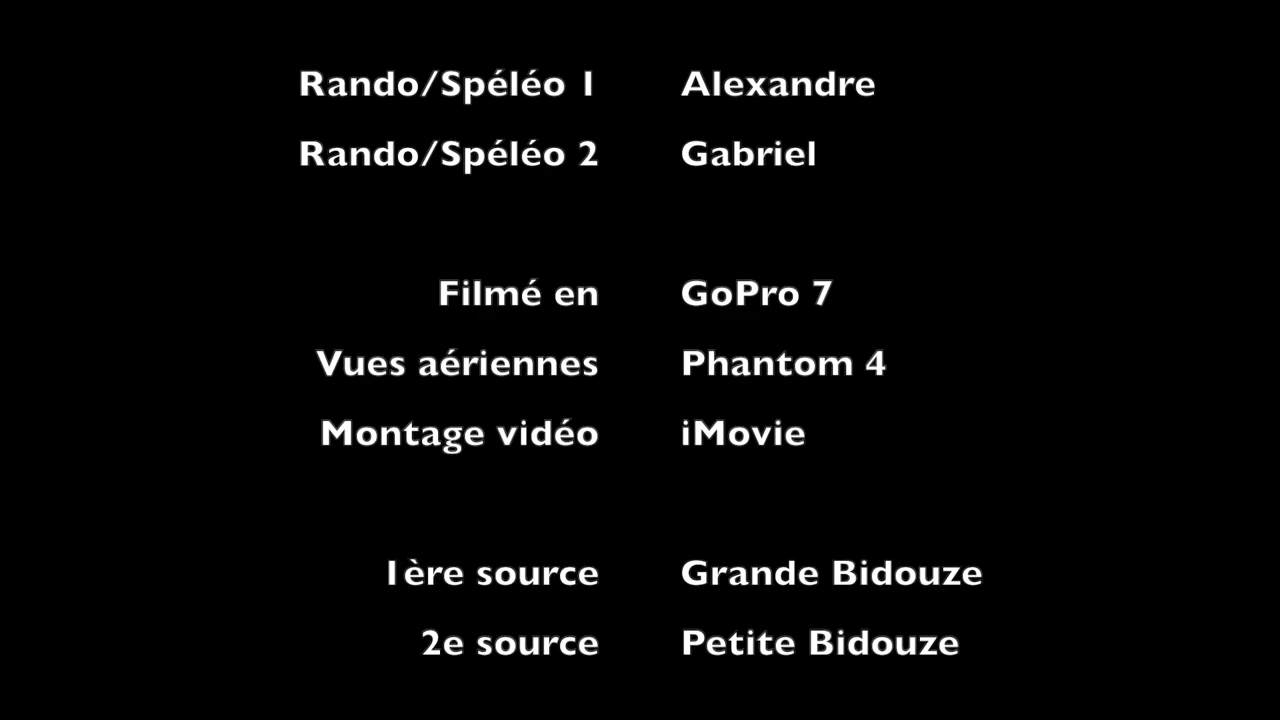 Rando/Spéléo 1 Alexandre
Rando/Spéléo 2 Gabriel
Filmé en GoPro 7
Vues aériennes Phantom 4
Montage vidéo iMovie
1ère source Grande Bidouze
2e source Petite Bidouze